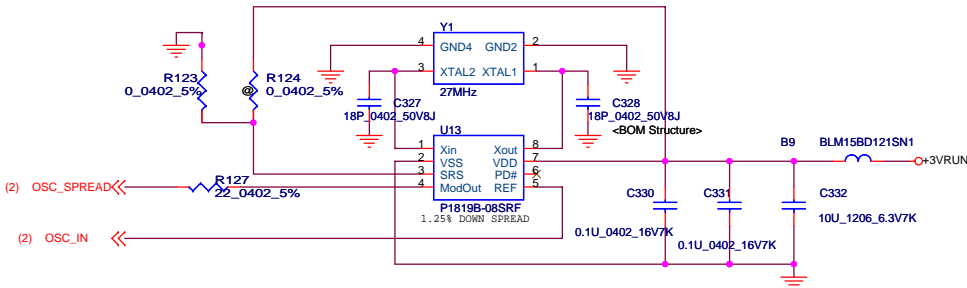 Y1
4 GND4 GND2 2
3 XTAL2 XTAL1 1
27MHz
R123
0_0402_5%
@
R124
0_0402_5%
C327
18P_0402_50V8J
C328
18P_0402_50V8J
<BOM Structure>
U13
1 Xin Xout 8
2 VSS VDD 7
3 SRS PD# 6
4 ModOut REF 5
P1819B-08SRF
1.25% DOWN SPREAD
B9 BLM15BD121SN1
+3VRUN
(2) OSC_SPREAD
R127
22_0402_5%
C330
0.1U_0402_16V7K
C331
0.1U_0402_16V7K
C332
10U_1206_6.3V7K
(2) OSC_IN